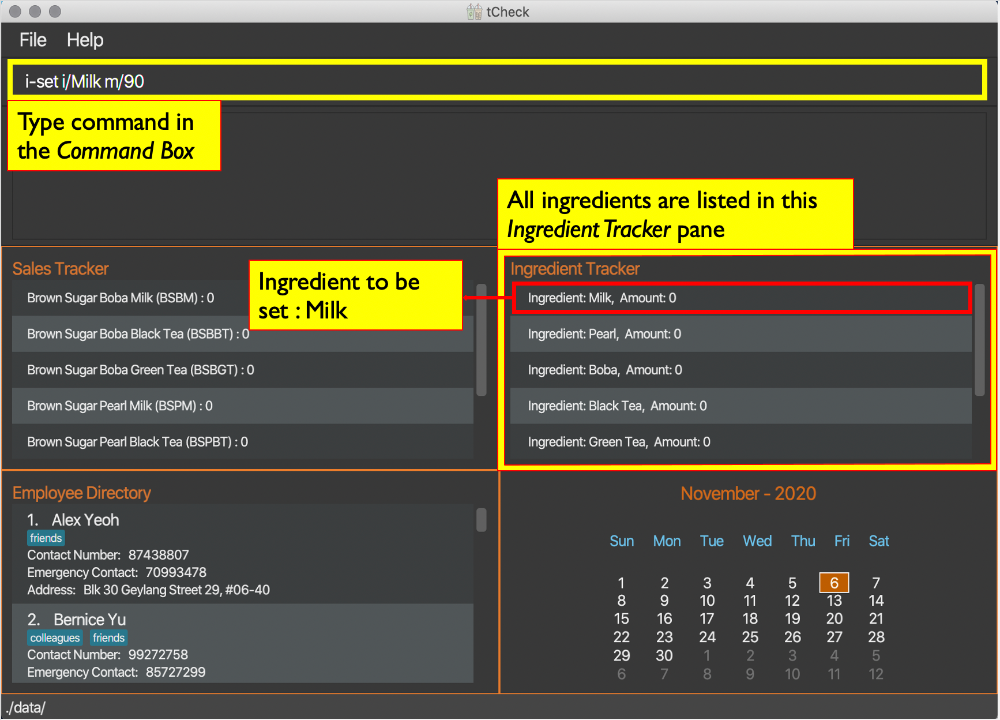 tCheck
File Help
i-set i/Milk m/90
Type command in
the Command Box
All ingredients are listed in this
Ingredient Tracker pane
Sales Tracker
Brown Sugar Boba Milk (BSBM) : 0
Brown Sugar Boba Black Tea (BSBBT) : 0
Brown Sugar Boba Green Tea (BSBGT) : 0
Brown Sugar Pearl Milk (BSPM) : 0
Brown Sugar Pearl Black Tea (BSPBT) : 0
Ingredient to be
set : Milk
Ingredient Tracker
Ingredient: Milk, Amount: 0
Ingredient: Pearl, Amount: 0
Ingredient: Boba, Amount: 0
Ingredient: Black Tea, Amount: 0
Ingredient: Green Tea, Amount: 0
Employee Directory
1. Alex Yeoh
friends
Contact Number: 87438807
Emergency Contact: 70993478
Address: Blk 30 Geylang Street 29, #06-40
2. Bernice Yu
colleagues friends
Contact Number: 99272758
Emergency Contact: 85727299
November - 2020
Sun Mon Tue Wed Thu Fri Sat
1 2 3 4 5 6 7
8 9 10 11 12 13 14
15 16 17 18 19 20 21
22 23 24 25 26 27 28
29 30 1 2 3 4 5
6 7 8 9 10 11 12
./data/